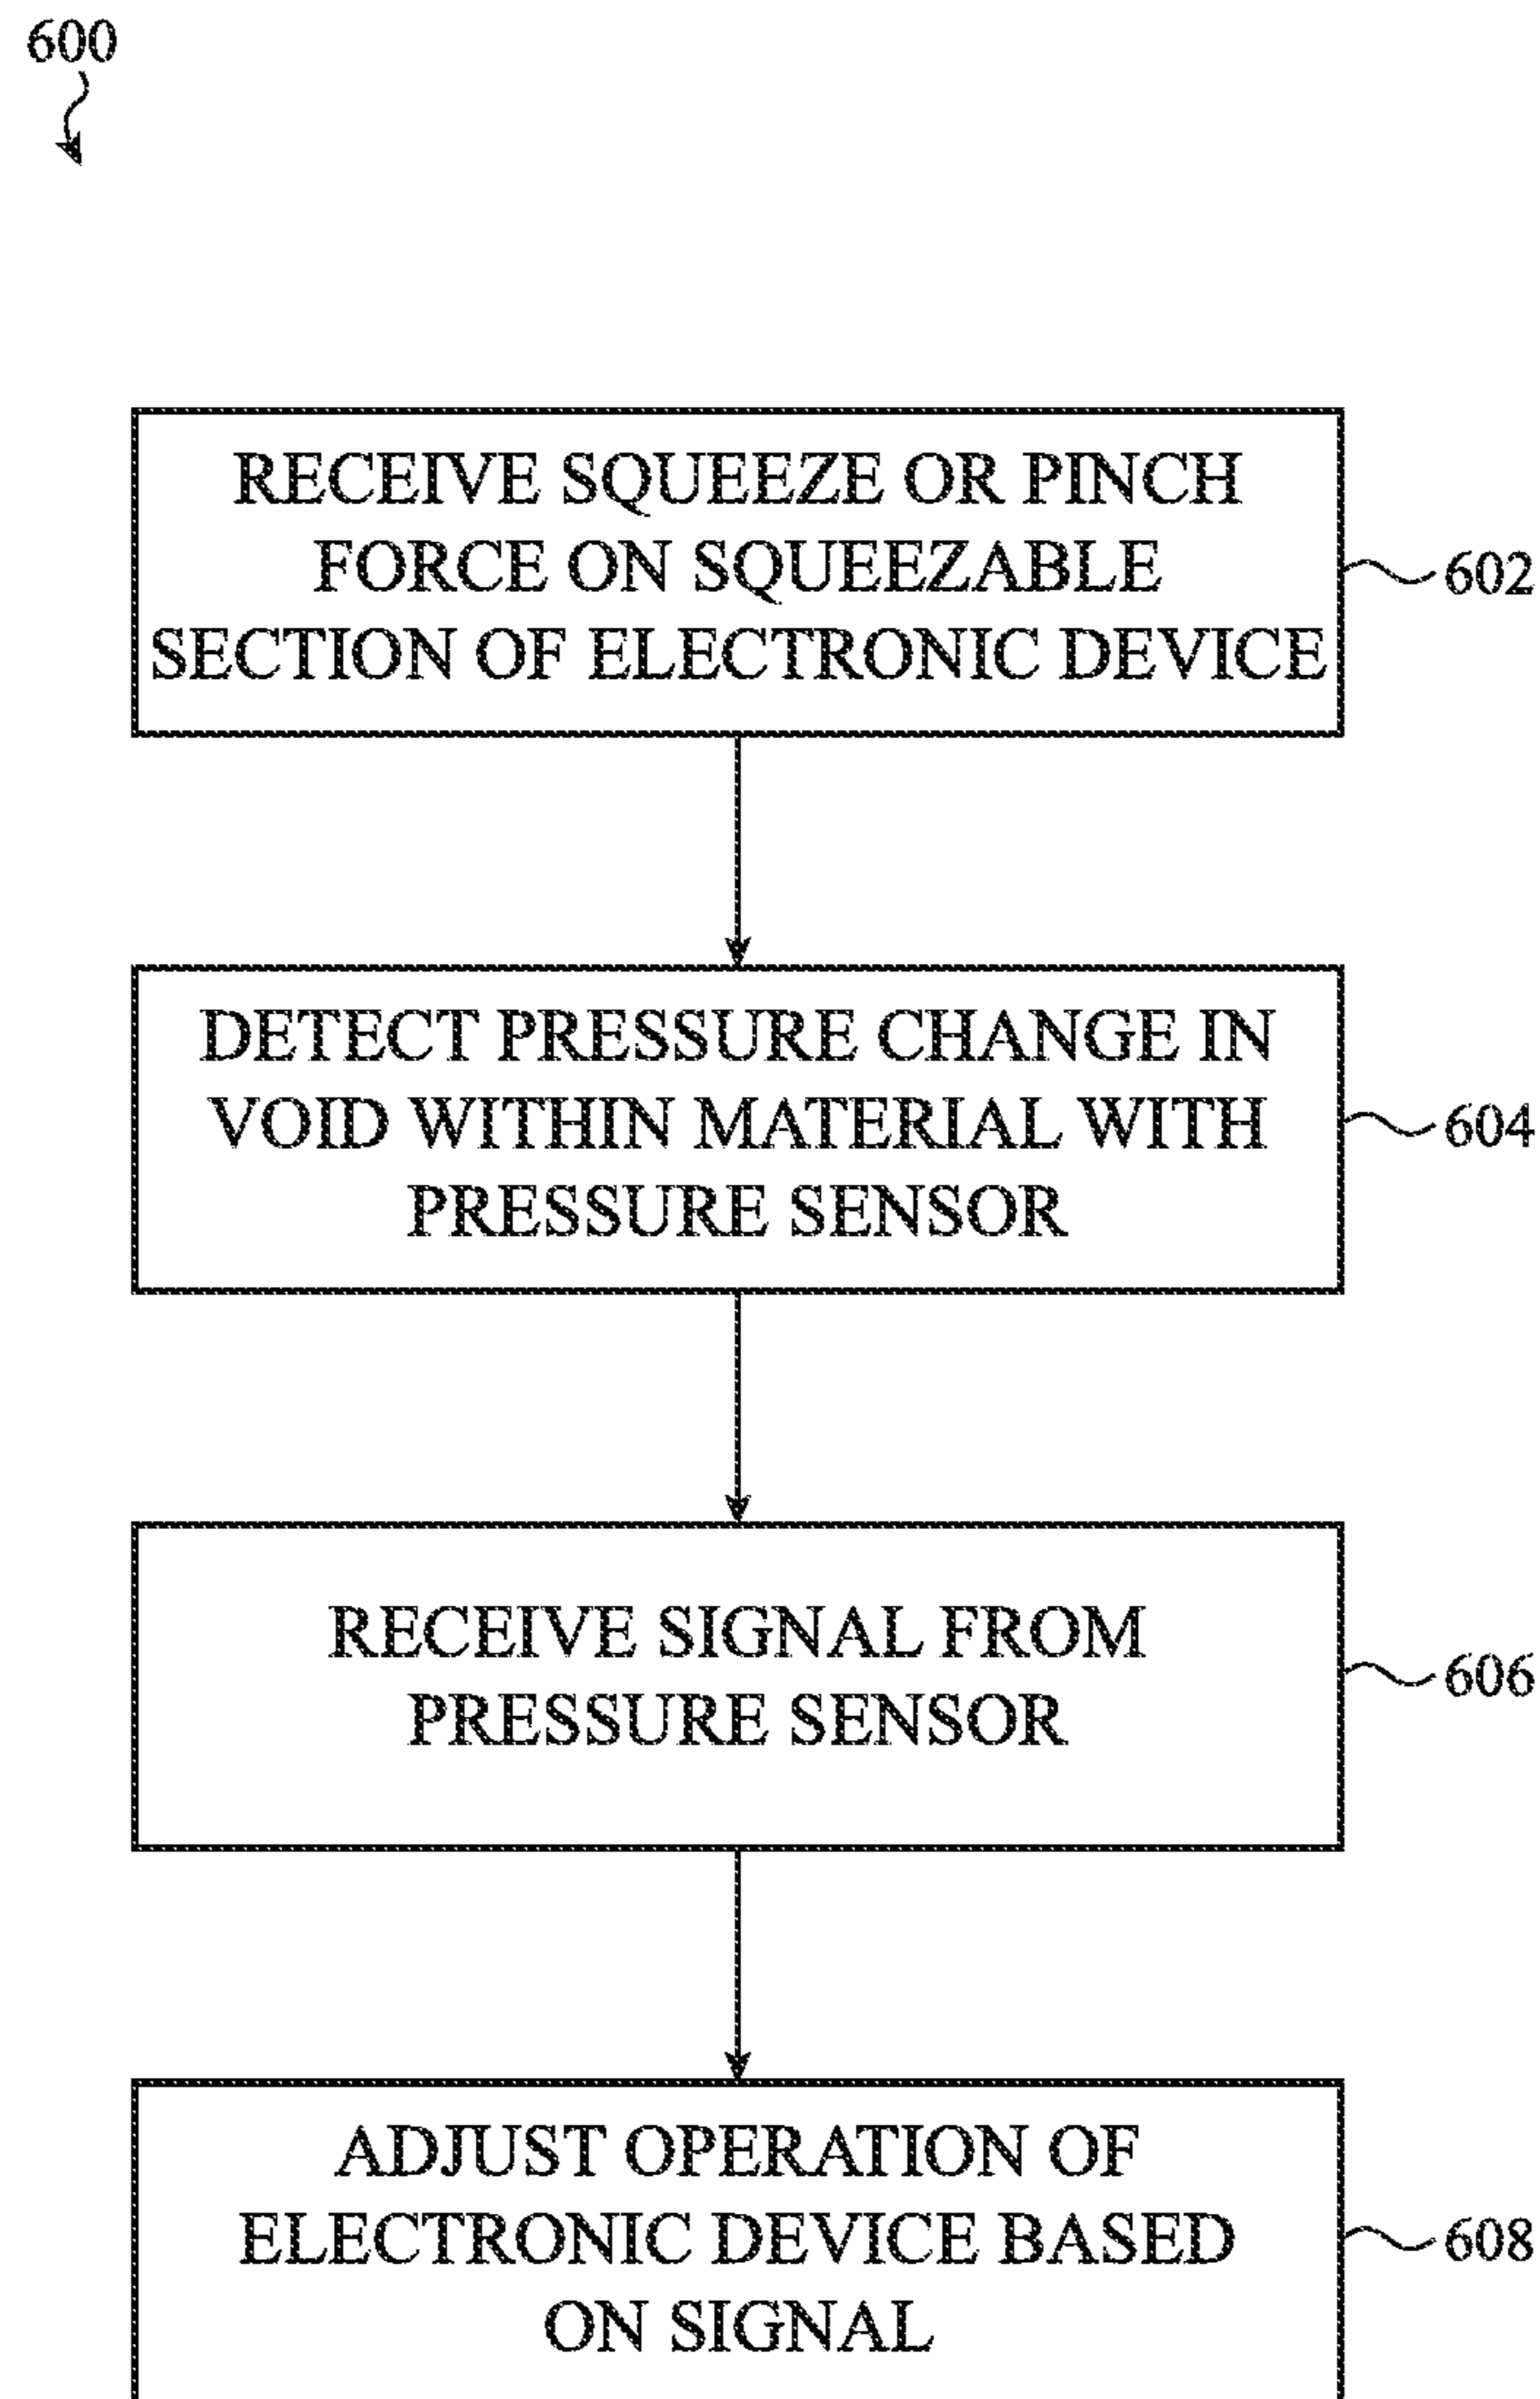 600
RECEIVE SQUEEZE OR PINCH
FORCE ON SQUEEZABLE
SECTION OF ELECTRONIC DEVICE
602
DETECT PRESSURE CHANGE IN
VOID WITHIN MATERIAL WITH
PRESSURE SENSOR
604
RECEIVE SIGNAL FROM
PRESSURE SENSOR
606
ADJUST OPERATION OF
ELECTRONIC DEVICE BASED
ON SIGNAL
608